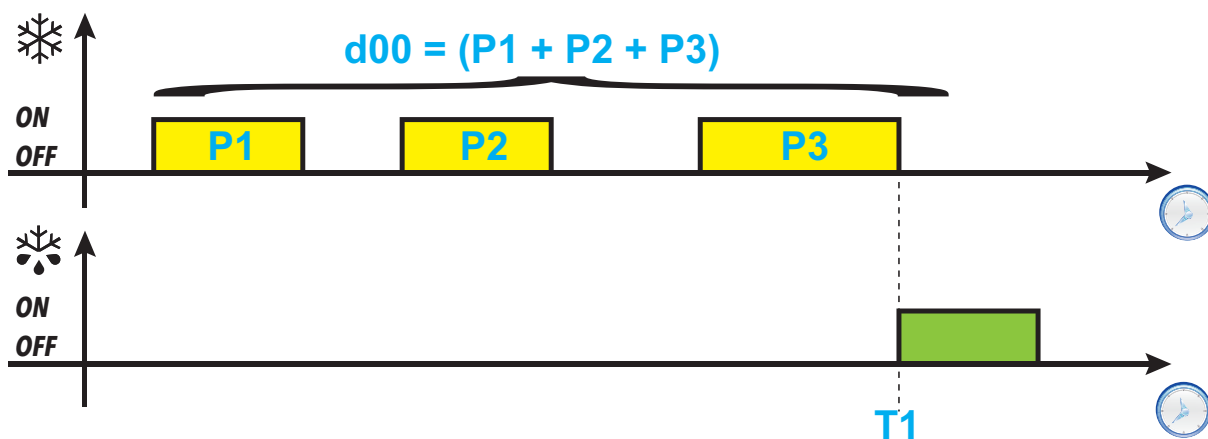 d00 = (P1 + P2 + P3)
ON
OFF
P1 P2 P3
ON
OFF
T1